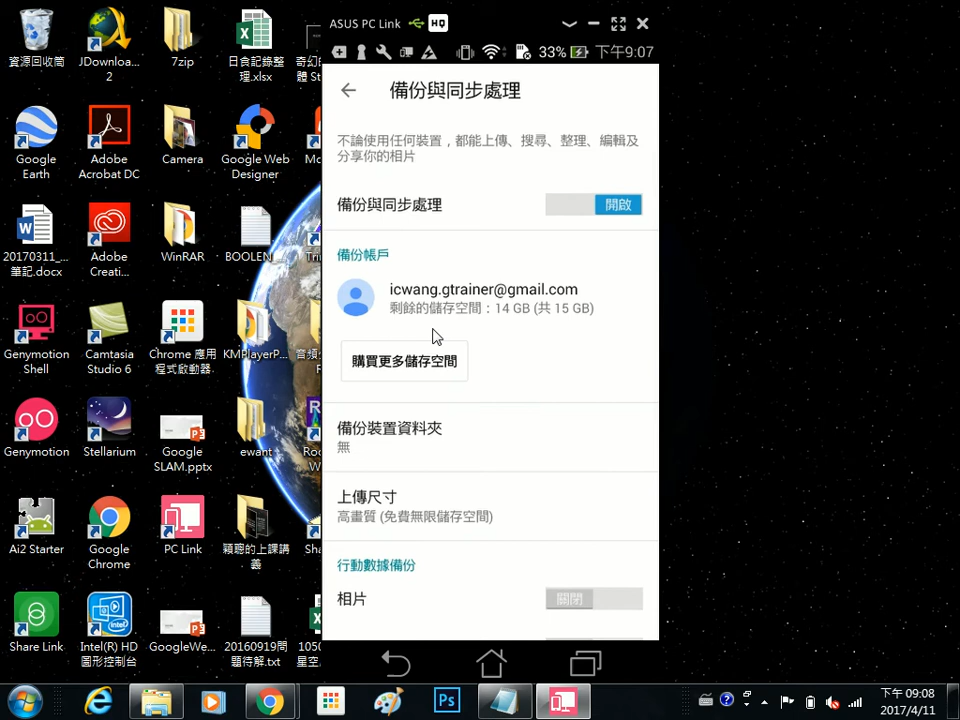 ASUS PC Link
HQ
33%
下午9:07
備份與同步處理
不論使用任何裝置，都能上傳、搜尋、整理、編輯及
分享你的相片
備份與同步處理
開啟
備份帳戶
icwang.gtrainer@gmail.com
剩餘的儲存空間：14 GB (共 15 GB)
購買更多儲存空間
備份裝置資料夾
無
上傳尺寸
高畫質 (免費無限儲存空間)
行動數據備份
相片
關閉
資源回收筒
JDownloa...
2
7zip
日食記錄整
理.xlsx
Google
Earth
Adobe
Acrobat DC
Camera
Google Web
Designer
20170311_...
筆記.docx
Adobe
Creati...
WinRAR
BOOLEN
Genymotion
Shell
Camtasia
Studio 6
Chrome 應用
程式啟動器
KMPlayerP...
Genymotion
Stellarium
Google
SLAM.pptx
ewant
Ai2 Starter
Google
Chrome
PC Link
穎聰的上課講
義
Share Link
Intel(R) HD
圖形控制台
GoogleWe...
20160919問
題待解.txt
Ps
下午 09:08
2017/4/11